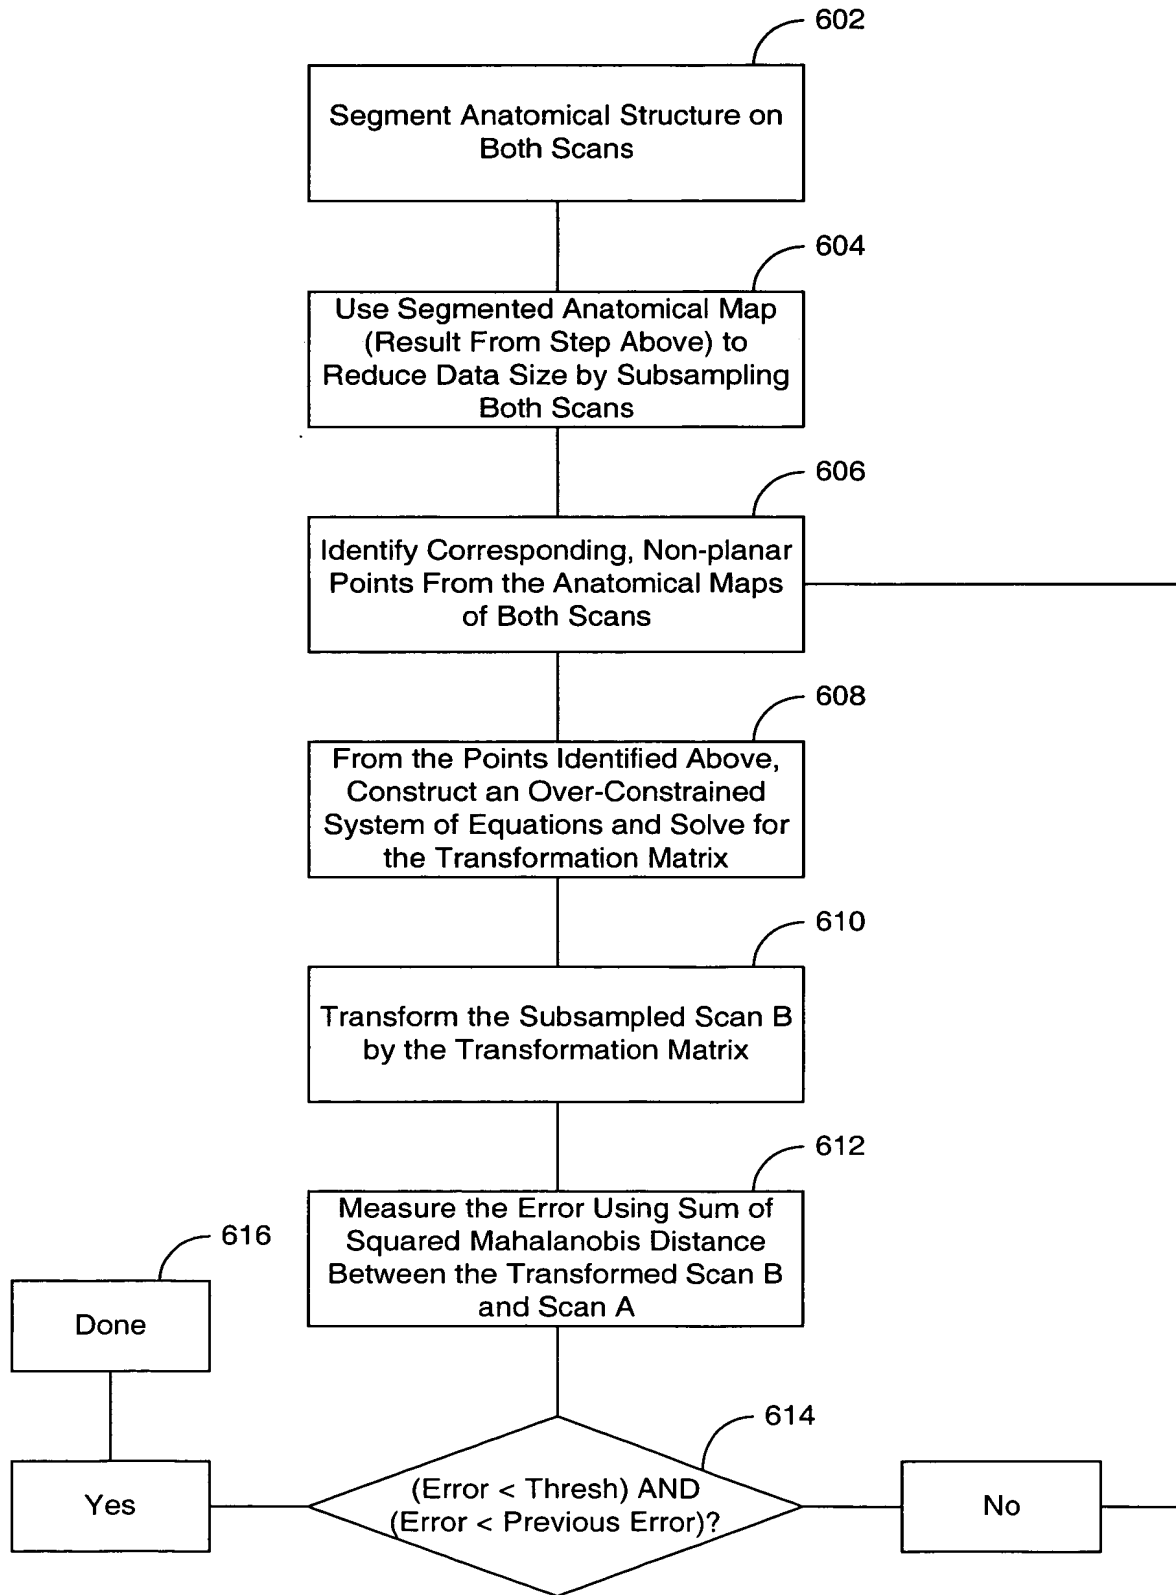 602
Segment Anatomical Structure on
Both Scans
604
Use Segmented Anatomical Map
(Result From Step Above) to
Reduce Data Size by Subsampling
Both Scans
606
Identify Corresponding, Non-planar
Points From the Anatomical Maps
of Both Scans
608
From the Points Identified Above,
Construct an Over-Constrained
System of Equations and Solve for
the Transformation Matrix
610
Transform the Subsampled Scan B
by the Transformation Matrix
612
Measure the Error Using Sum of
Squared Mahalanobis Distance
Between the Transformed Scan B
and Scan A
616
Done
614
Yes
(Error < Thresh) AND
(Error < Previous Error)?
No